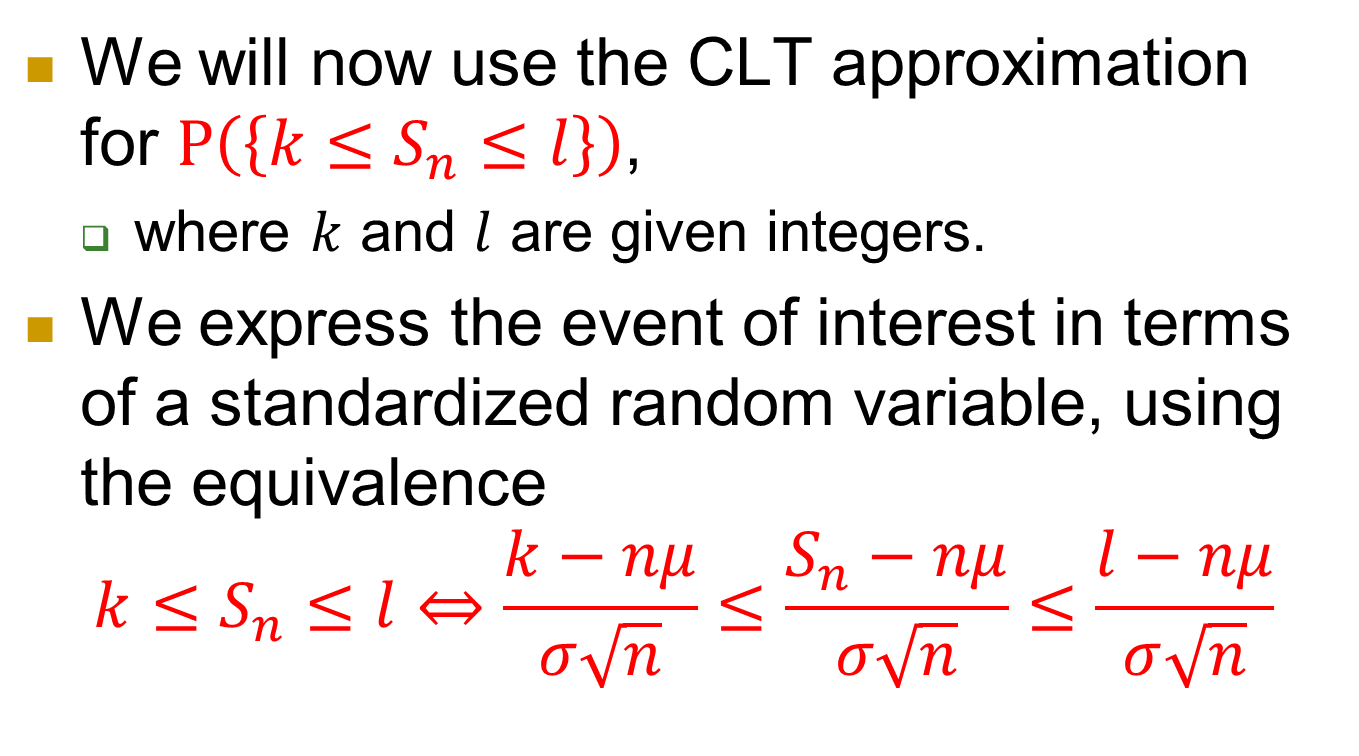 We will now use the CLT approximation
for P({k ≤ Sₙ ≤ l}),
where k and l are given integers.
We express the event of interest in terms
of a standardized random variable, using
the equivalence
k ≤ Sₙ ≤ l ⇔ (k − nμ)/(σ√n) ≤ (Sₙ − nμ)/(σ√n) ≤ (l − nμ)/(σ√n)